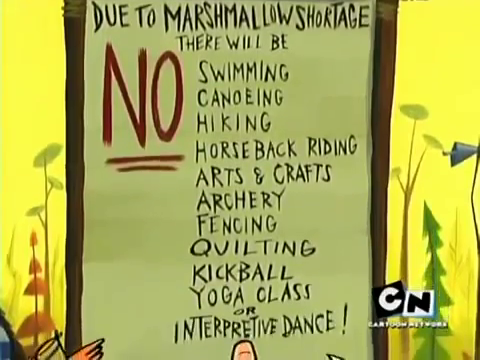 DUE TO MARSHMALLOW SHORTAGE
THERE WILL BE
NO
SWIMMING
CANOEING
HIKING
HORSEBACK RIDING
ARTS & CRAFTS
ARCHERY
FENCING
QUILTING
KICKBALL
YOGA CLASS
OR
INTERPRETIVE DANCE!
CN
CARTOON NETWORK